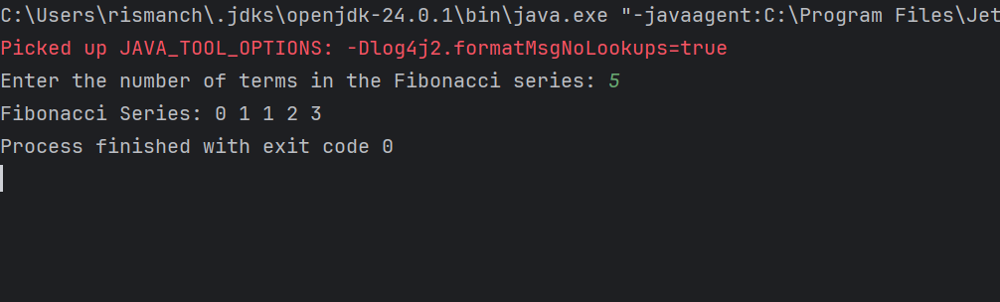 C:\Users\rismanch\.jdks\openjdk-24.0.1\bin\java.exe "-javaagent:C:\Program Files\Jet
Picked up JAVA_TOOL_OPTIONS: -Dlog4j2.formatMsgNoLookups=true
Enter the number of terms in the Fibonacci series: 5
Fibonacci Series: 0 1 1 2 3
Process finished with exit code 0